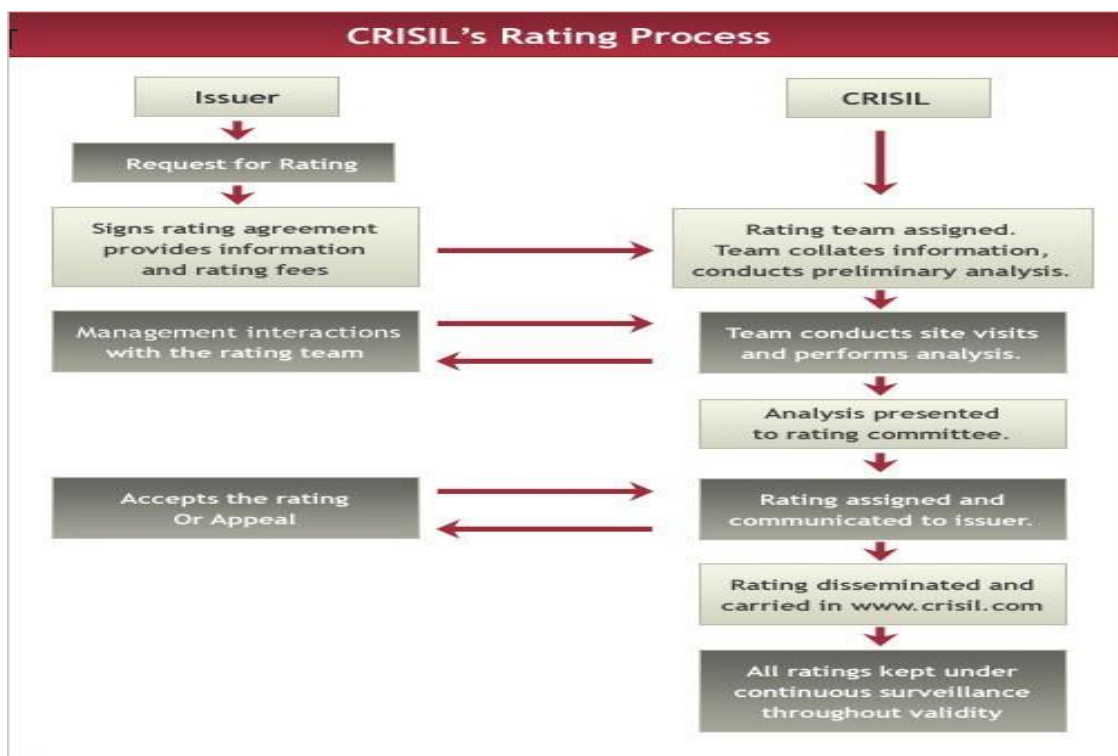 CRISIL's Rating Process
Issuer
CRISIL
Request for Rating
Signs rating agreement
provides information
and rating fees
Rating team assigned.
Team collates information,
conducts preliminary analysis.
Management interactions
with the rating team
Team conducts site visits
and performs analysis.
Analysis presented
to rating committee.
Accepts the rating
Or Appeal
Rating assigned and
communicated to issuer.
Rating disseminated and
carried in www.crisil.com
All ratings kept under
continuous surveillance
throughout validity